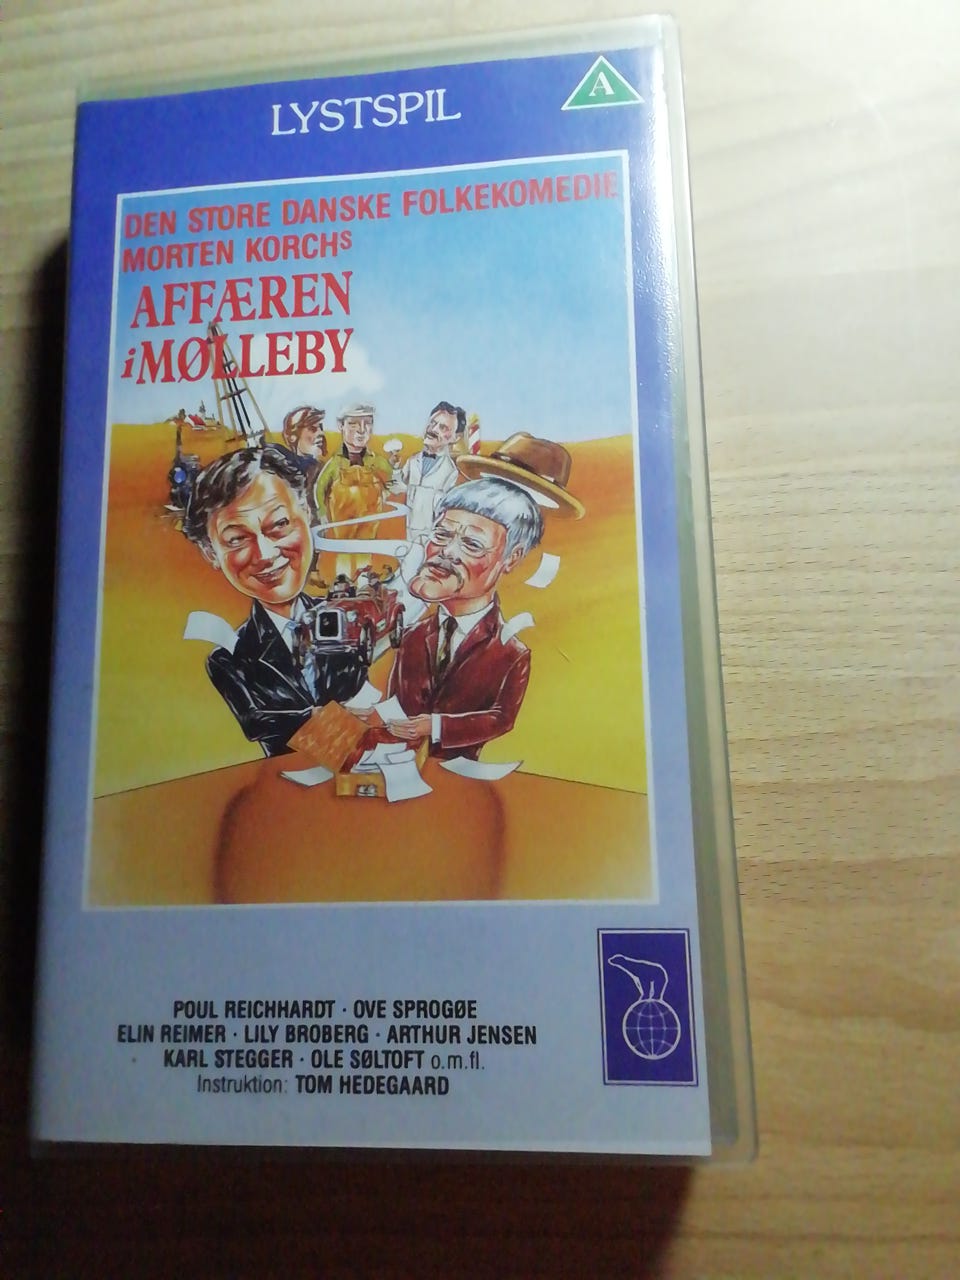 LYSTSPIL
A
DEN STORE DANSKE FOLKEKOMEDIE
MORTEN KORCHs
AFFÆREN
i MØLLEBY
POUL REICHHARDT · OVE SPROGØE
ELIN REIMER · LILY BROBERG · ARTHUR JENSEN
KARL STEGGER · OLE SØLTOFT o.m.fl.
Instruktion: TOM HEDEGAARD